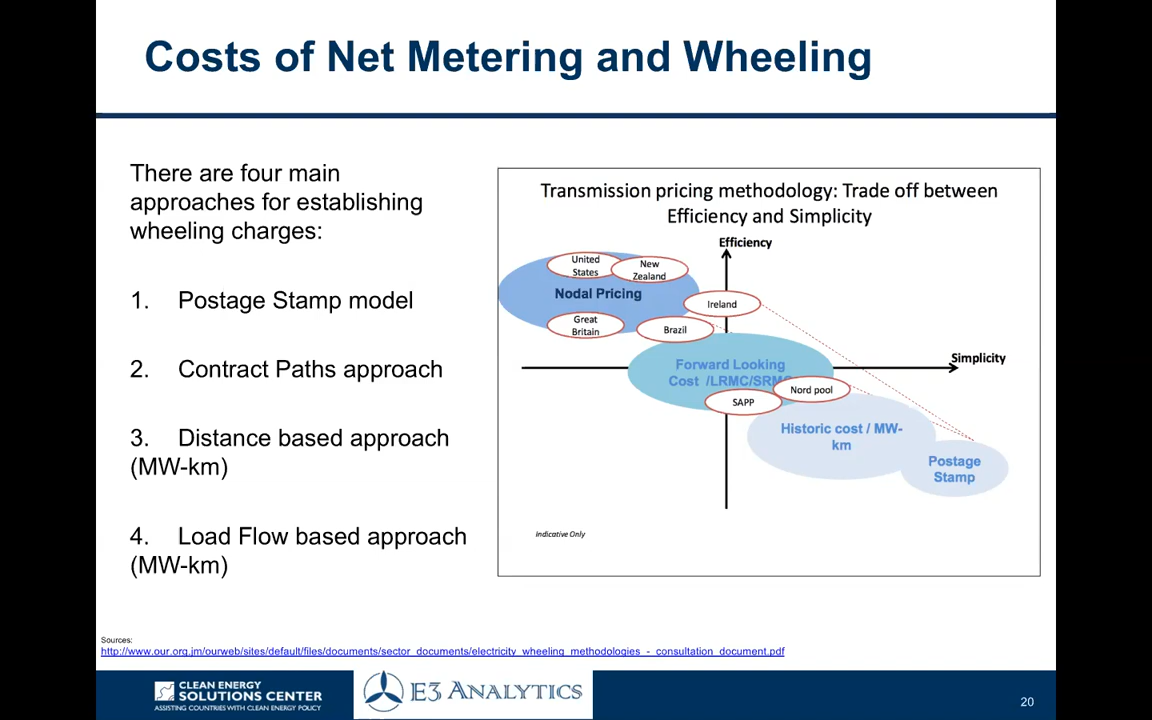 Costs of Net Metering and Wheeling
There are four main
approaches for establishing
wheeling charges:
1. Postage Stamp model
2. Contract Paths approach
3. Distance based approach
(MW-km)
4. Load Flow based approach
(MW-km)
Transmission pricing methodology: Trade off between
Efficiency and Simplicity
Efficiency
United
States
New
Zealand
Nodal Pricing
Ireland
Great
Britain
Brazil
Simplicity
Forward Looking
Cost /LRMC/SRMC
Nord pool
SAPP
Historic cost / MW-
km
Postage
Stamp
Indicative Only
Sources:
http://www.our.org.jm/ourweb/sites/default/files/documents/sector_documents/electricity_wheeling_methodologies_-_consultation_document.pdf
CLEAN ENERGY
SOLUTIONS CENTER
ASSISTING COUNTRIES WITH CLEAN ENERGY POLICY
E3 ANALYTICS
20